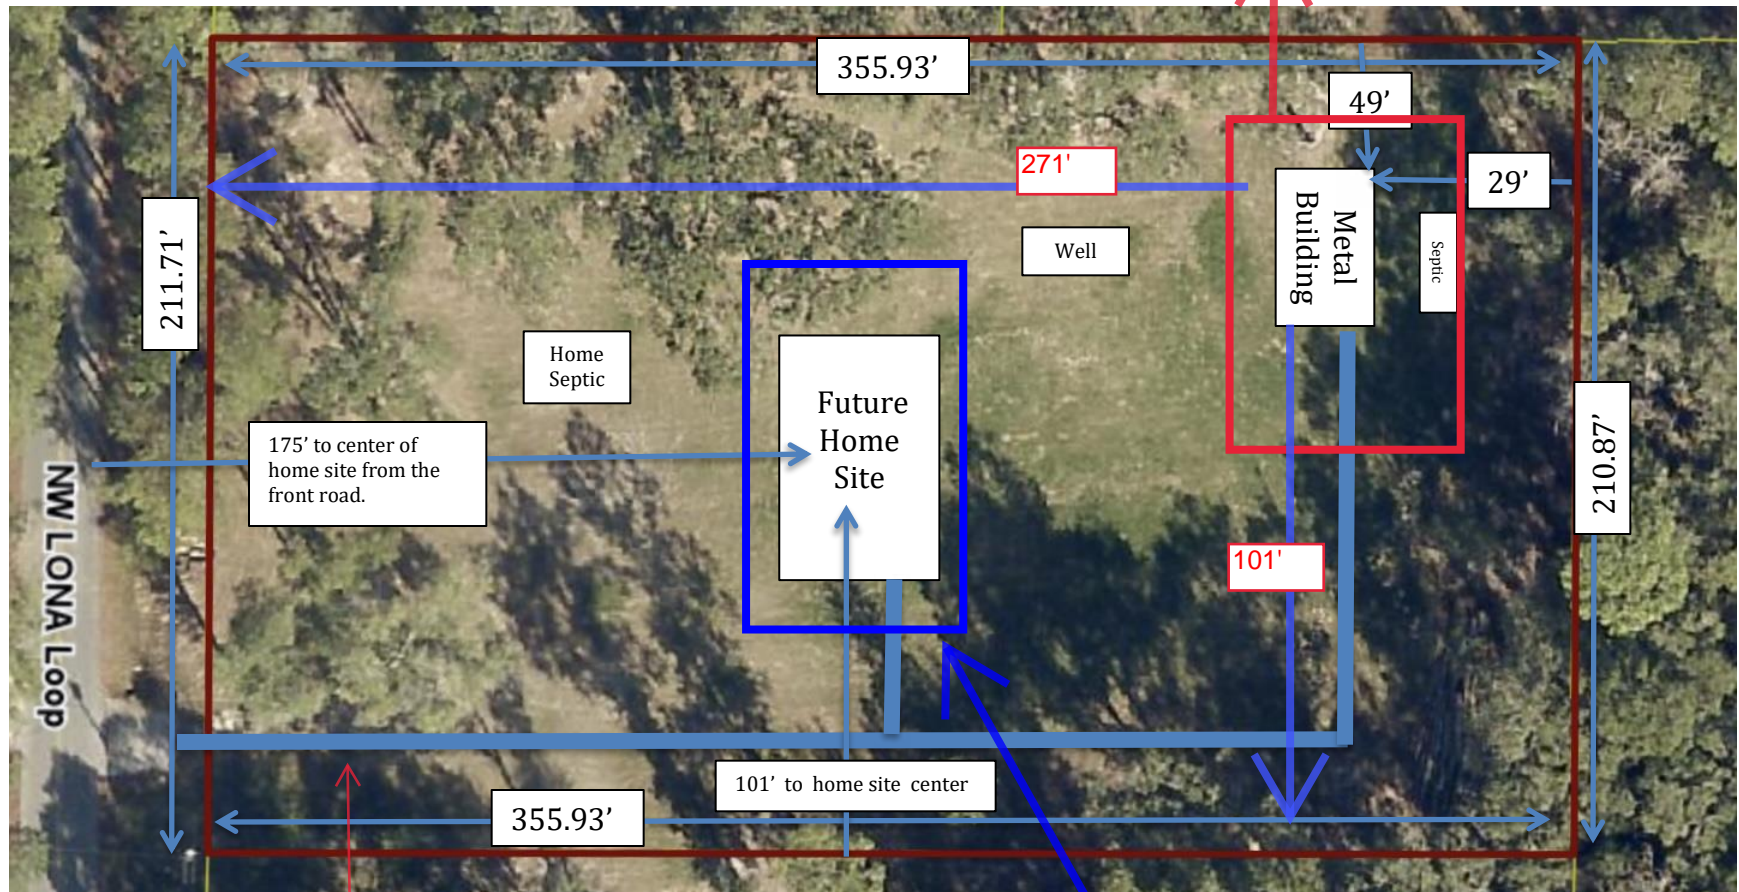 355.93’
49’
271'
29’
211.71’
Well
Metal
Building
Septic
Home
Septic
Future
Home
Site
175’ to center of
home site from the
front road.
210.87’
NW LONA Loop
101'
101’ to home site center
355.93’